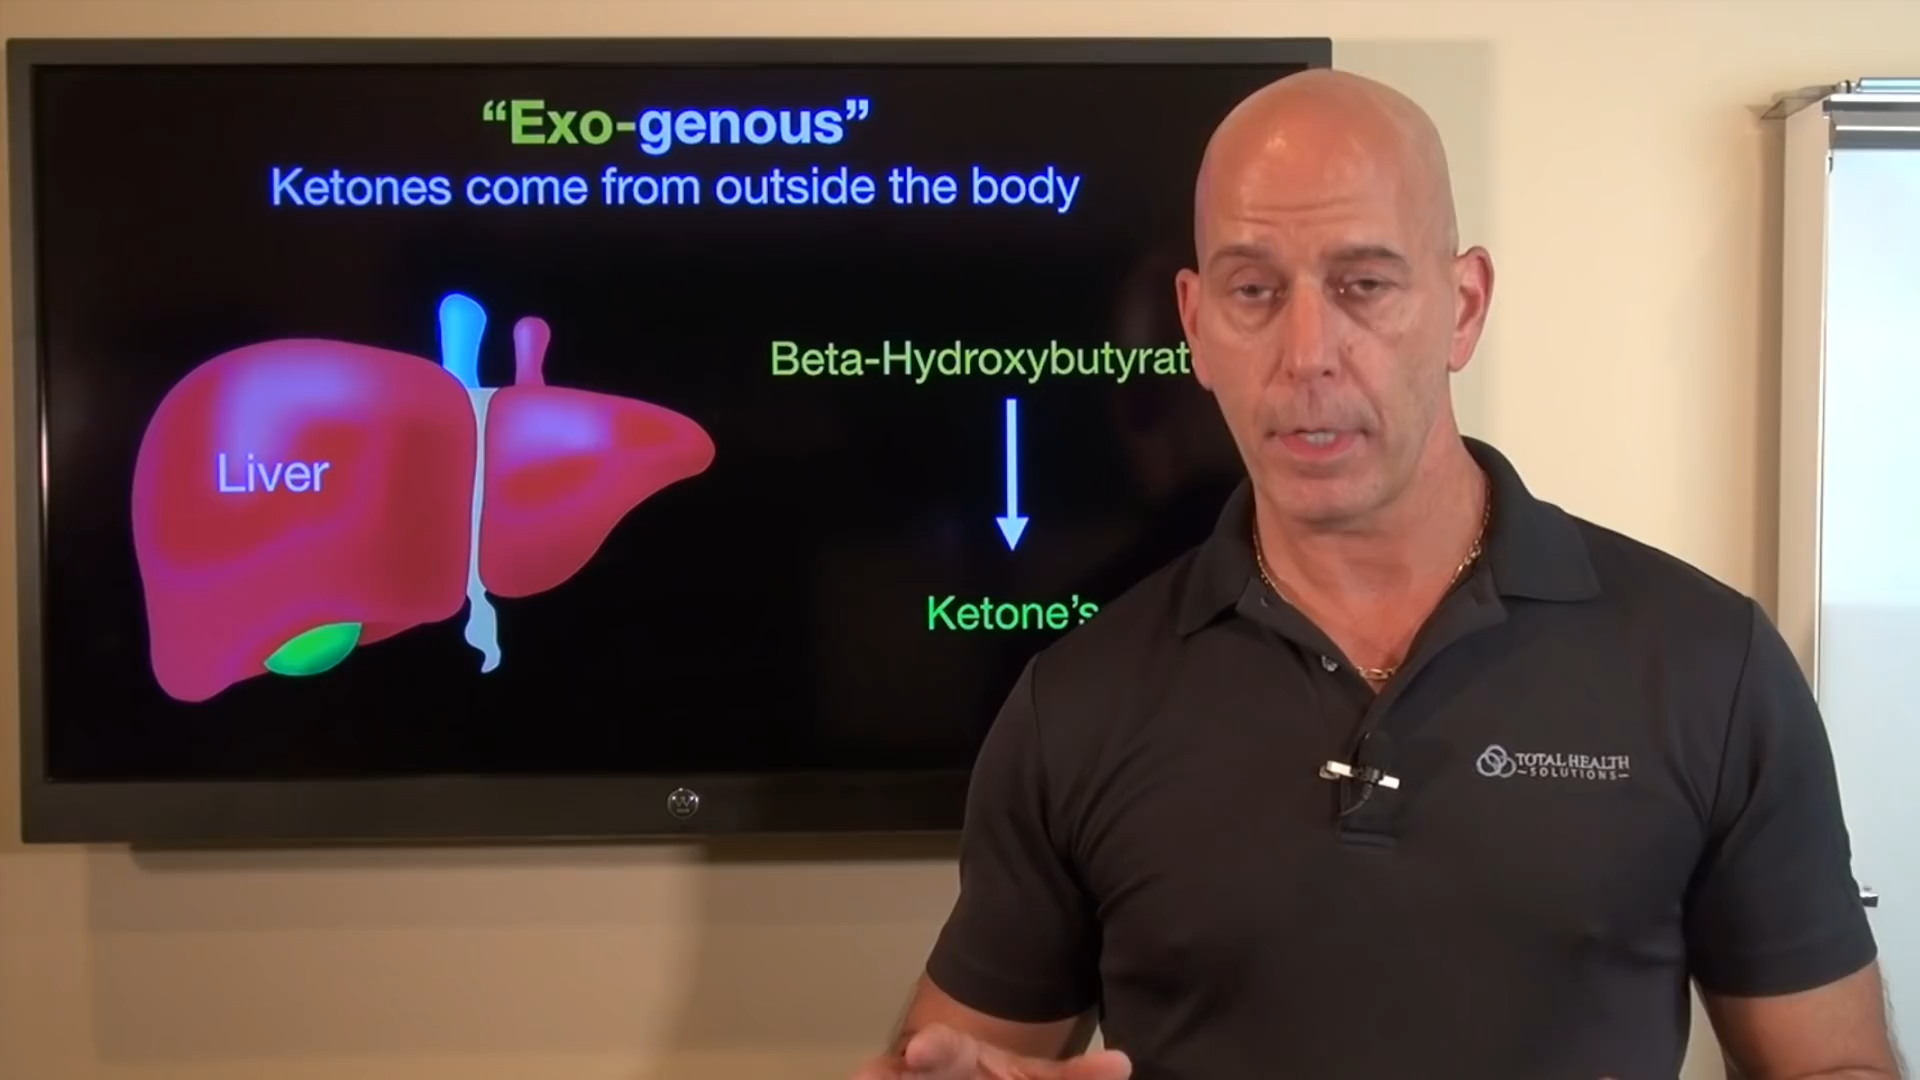 “Exo-genous”
Ketones come from outside the body
Beta-Hydroxybutyrat
Liver
Ketone’s
TOTAL HEALTH
SOLUTIONS